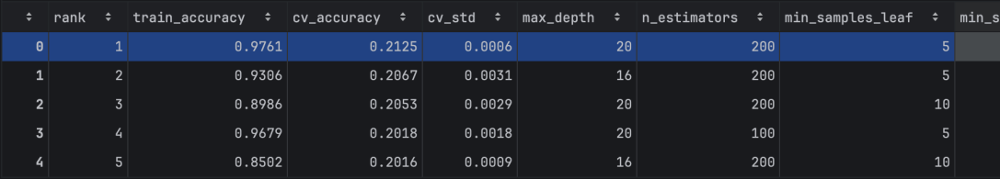 rank train_accuracy cv_accuracy cv_std max_depth n_estimators min_samples_leaf min_s
0 1 0.9761 0.2125 0.0006 20 200 5
1 2 0.9306 0.2067 0.0031 16 200 5
2 3 0.8986 0.2053 0.0029 20 200 10
3 4 0.9679 0.2018 0.0018 20 100 5
4 5 0.8502 0.2016 0.0009 16 200 10